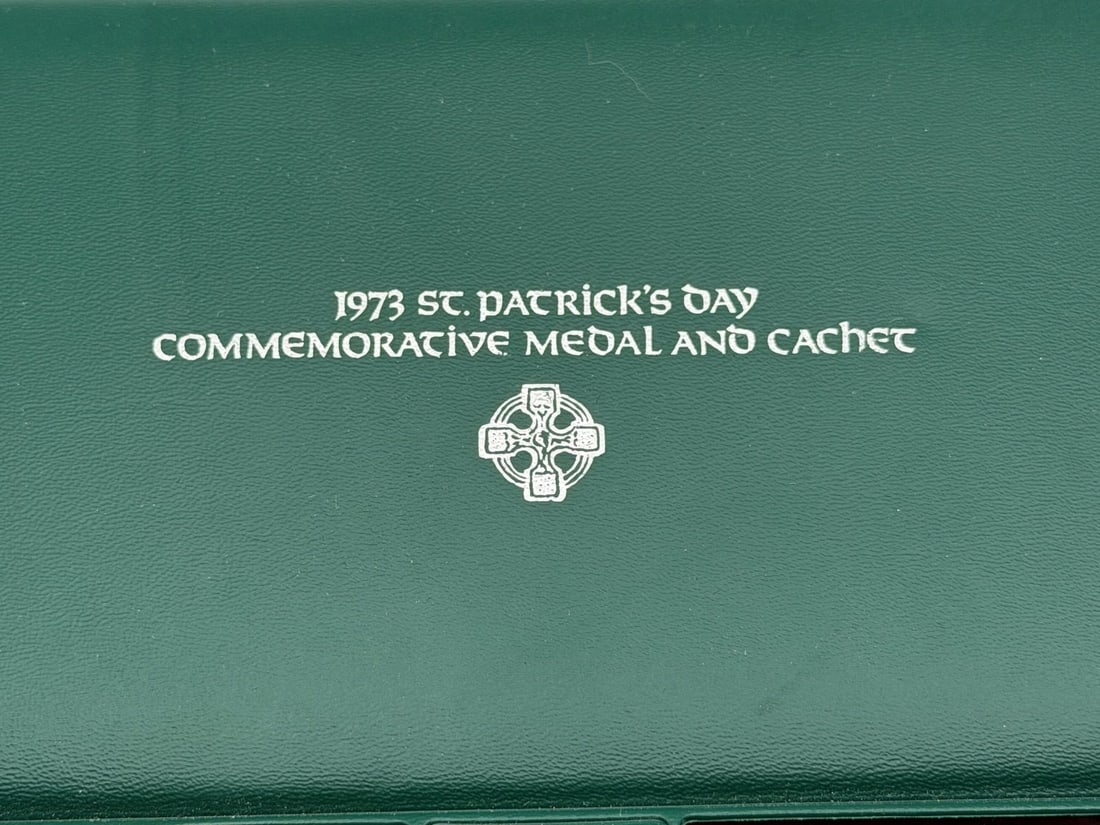 1973 ST. PATRICK'S DAY
COMMEMORATIVE MEDAL AND CACHET